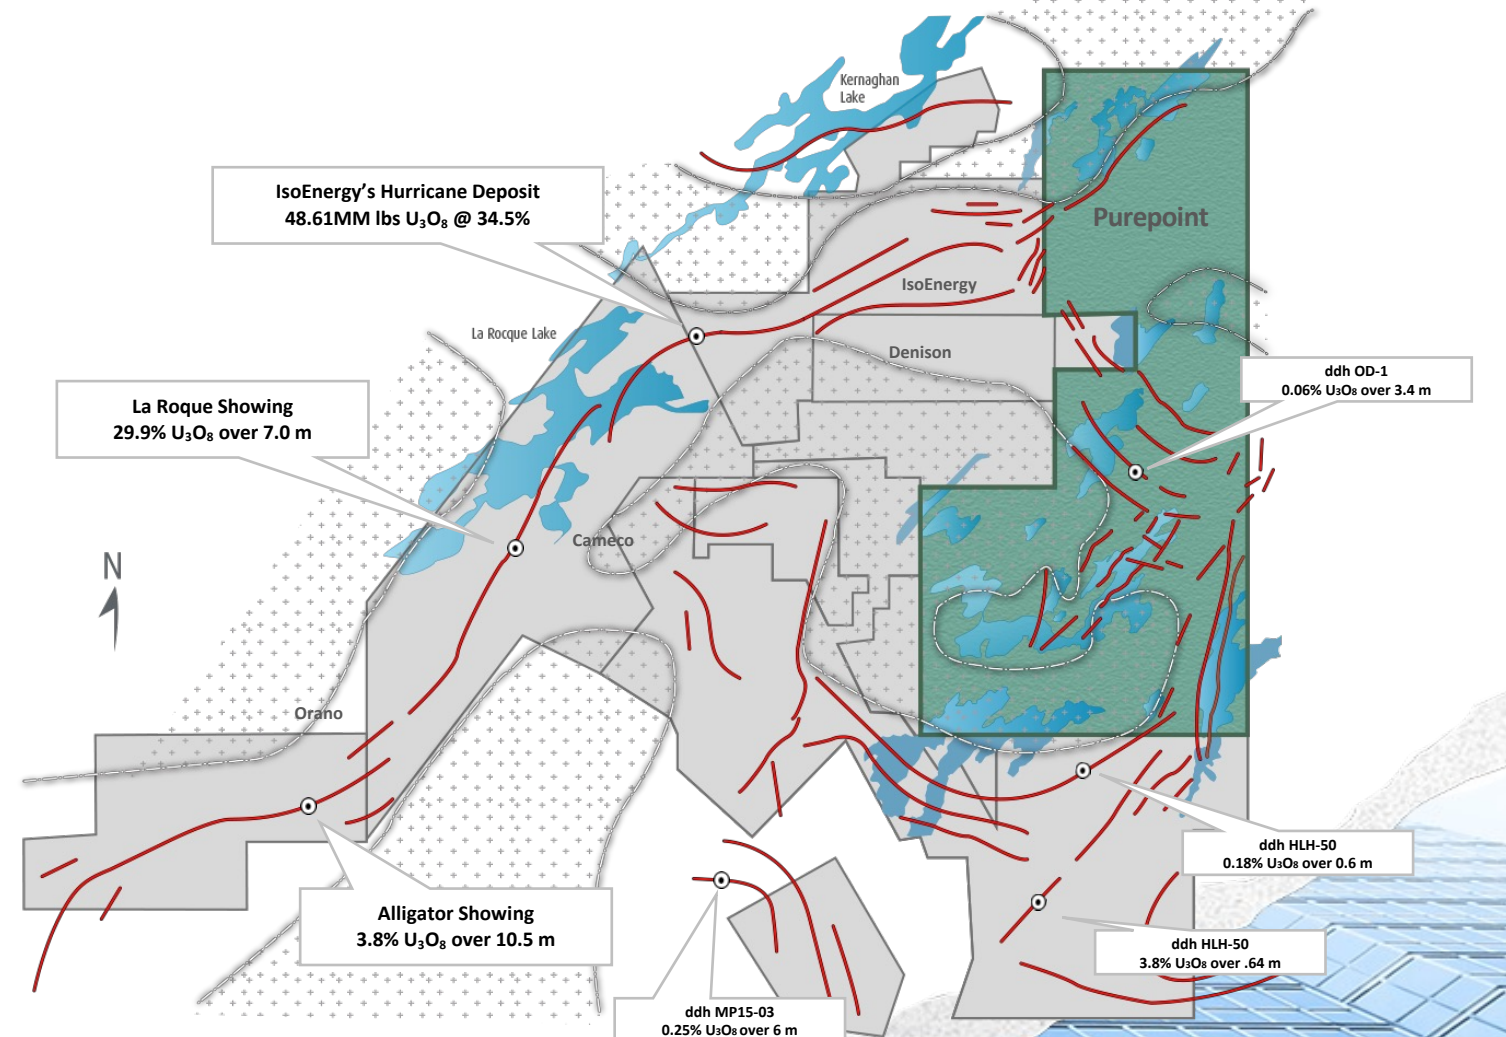 Kernaghan
Lake
IsoEnergy’s Hurricane Deposit
48.61MM lbs U₃O₈ @ 34.5%
Purepoint
IsoEnergy
La Rocque Lake
Denison
ddh OD-1
0.06% U₃O₈ over 3.4 m
La Roque Showing
29.9% U₃O₈ over 7.0 m
Cameco
N
Orano
ddh HLH-50
0.18% U₃O₈ over 0.6 m
Alligator Showing
3.8% U₃O₈ over 10.5 m
ddh HLH-50
3.8% U₃O₈ over .64 m
ddh MP15-03
0.25% U₃O₈ over 6 m